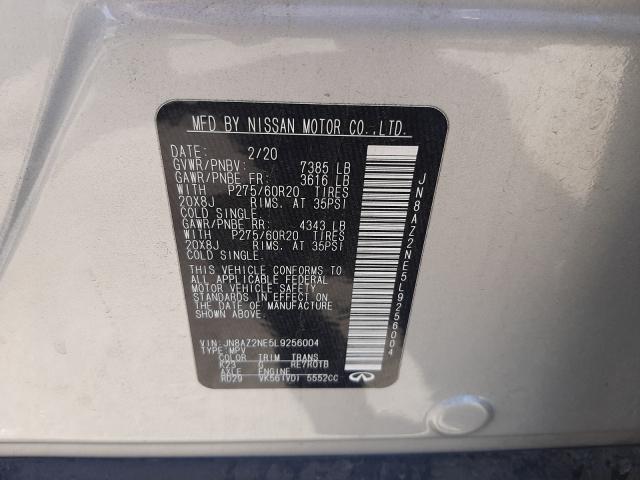 MFD BY NISSAN MOTOR CO.,LTD.
DATE: 2/20
GVWR/PNBV: 7385 LB
GAWR/PNBE FR: 3616 LB
WITH P275/60R20 TIRES
20X8J RIMS. AT 35PSI
COLD SINGLE.
GAWR/PNBE RR: 4343 LB
WITH P275/60R20 TIRES
20X8J RIMS. AT 35PSI
COLD SINGLE.
THIS VEHICLE CONFORMS TO
ALL APPLICABLE FEDERAL
MOTOR VEHICLE SAFETY
STANDARDS IN EFFECT ON
THE DATE OF MANUFACTURE
SHOWN ABOVE.
VIN: JN8AZ2NE5L9256004
TYPE: MPV
COLOR TRIM TRANS
K23 G RE7R01B
AXLE ENGINE
RD29 VK56(VD) 5552CC
JN8AZ2NE5L9256004